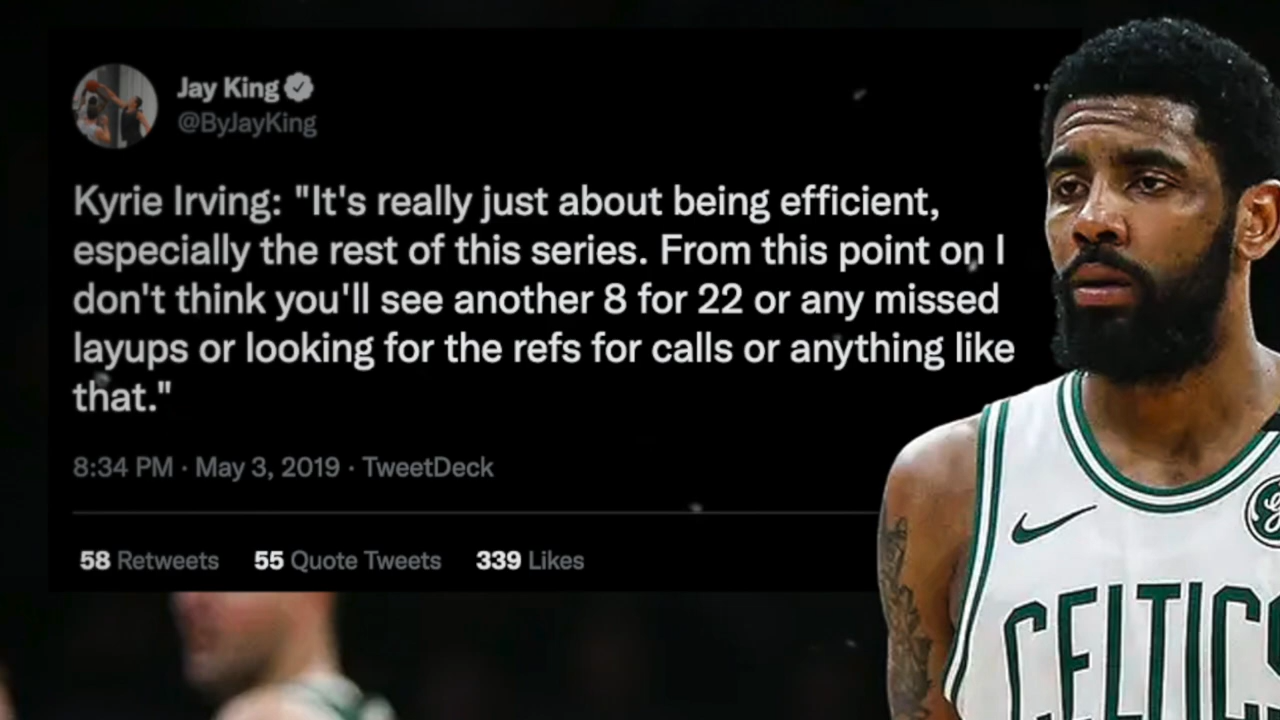 Jay King
@ByJayKing
Kyrie Irving: "It's really just about being efficient,
especially the rest of this series. From this point on I
don't think you'll see another 8 for 22 or any missed
layups or looking for the refs for calls or anything like
that."
8:34 PM · May 3, 2019 · TweetDeck
58 Retweets 55 Quote Tweets 339 Likes
CELTICS